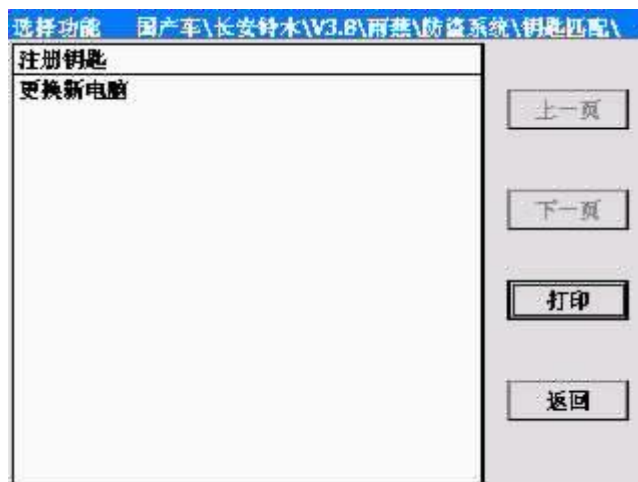 选择功能 国产车\长安铃木\V3.6\雨燕\防盗系统\钥匙匹配\
注册钥匙
更换新电脑
上一页
下一页
打印
返回